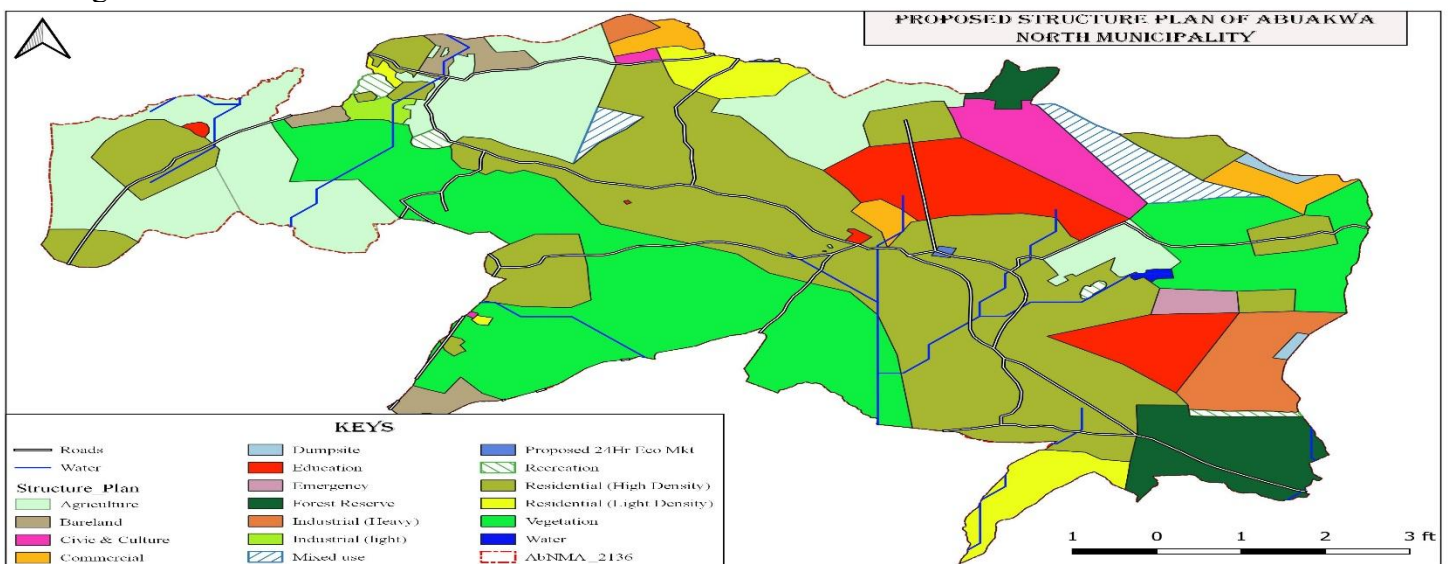 PROPOSED STRUCTURE PLAN OF ABUAKWA
NORTH MUNICIPALITY
KEYS
Roads
Water
Structure_Plan
Agriculture
Bareland
Civic & Culture
Commercial
Dumpsite
Education
Emergency
Forest Reserve
Industrial (Heavy)
Industrial (light)
Mixed use
Proposed 24Hr Eco Mkt
Recreation
Residential (High Density)
Residential (Light Density)
Vegetation
Water
AbNMA_2136
1 0 1 2 3 ft